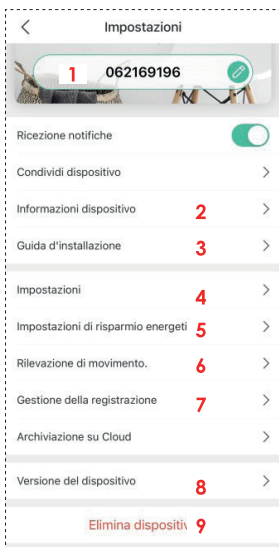 Impostazioni
1 062169196
Ricezione notifiche
Condividi dispositivo
Informazioni dispositivo 2
Guida d'installazione 3
Impostazioni 4
Impostazioni di risparmio energeti 5
Rilevazione di movimento. 6
Gestione della registrazione 7
Archiviazione su Cloud
Versione del dispositivo 8
Elimina dispositiv 9